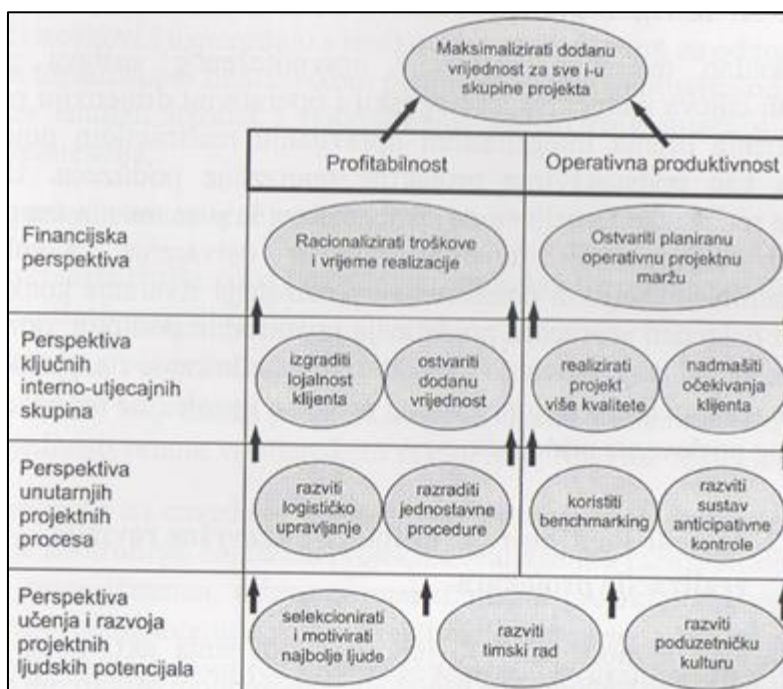 Maksimalizirati dodanu
vrijednost za sve i-u
skupine projekta
Profitabilnost
Operativna produktivnost
Financijska
perspektiva
Racionalizirati troškove
i vrijeme realizacije
Ostvariti planiranu
operativnu projektnu
maržu
Perspektiva
ključnih
interno-utjecajnih
skupina
izgraditi
lojalnost
klijenta
ostvariti
dodanu
vrijednost
realizirati
projekt
više kvalitete
nadmašiti
očekivanja
klijenta
Perspektiva
unutarnjih
projektnih
procesa
razviti
logističko
upravljanje
razraditi
jednostavne
procedure
koristiti
benchmarking
razviti
sustav
anticipativne
kontrole
Perspektiva
učenja i razvoja
projektnih
ljudskih potencijala
selekcionirati
i motivirati
najbolje ljude
razviti
timski rad
razviti
poduzetničku
kulturu